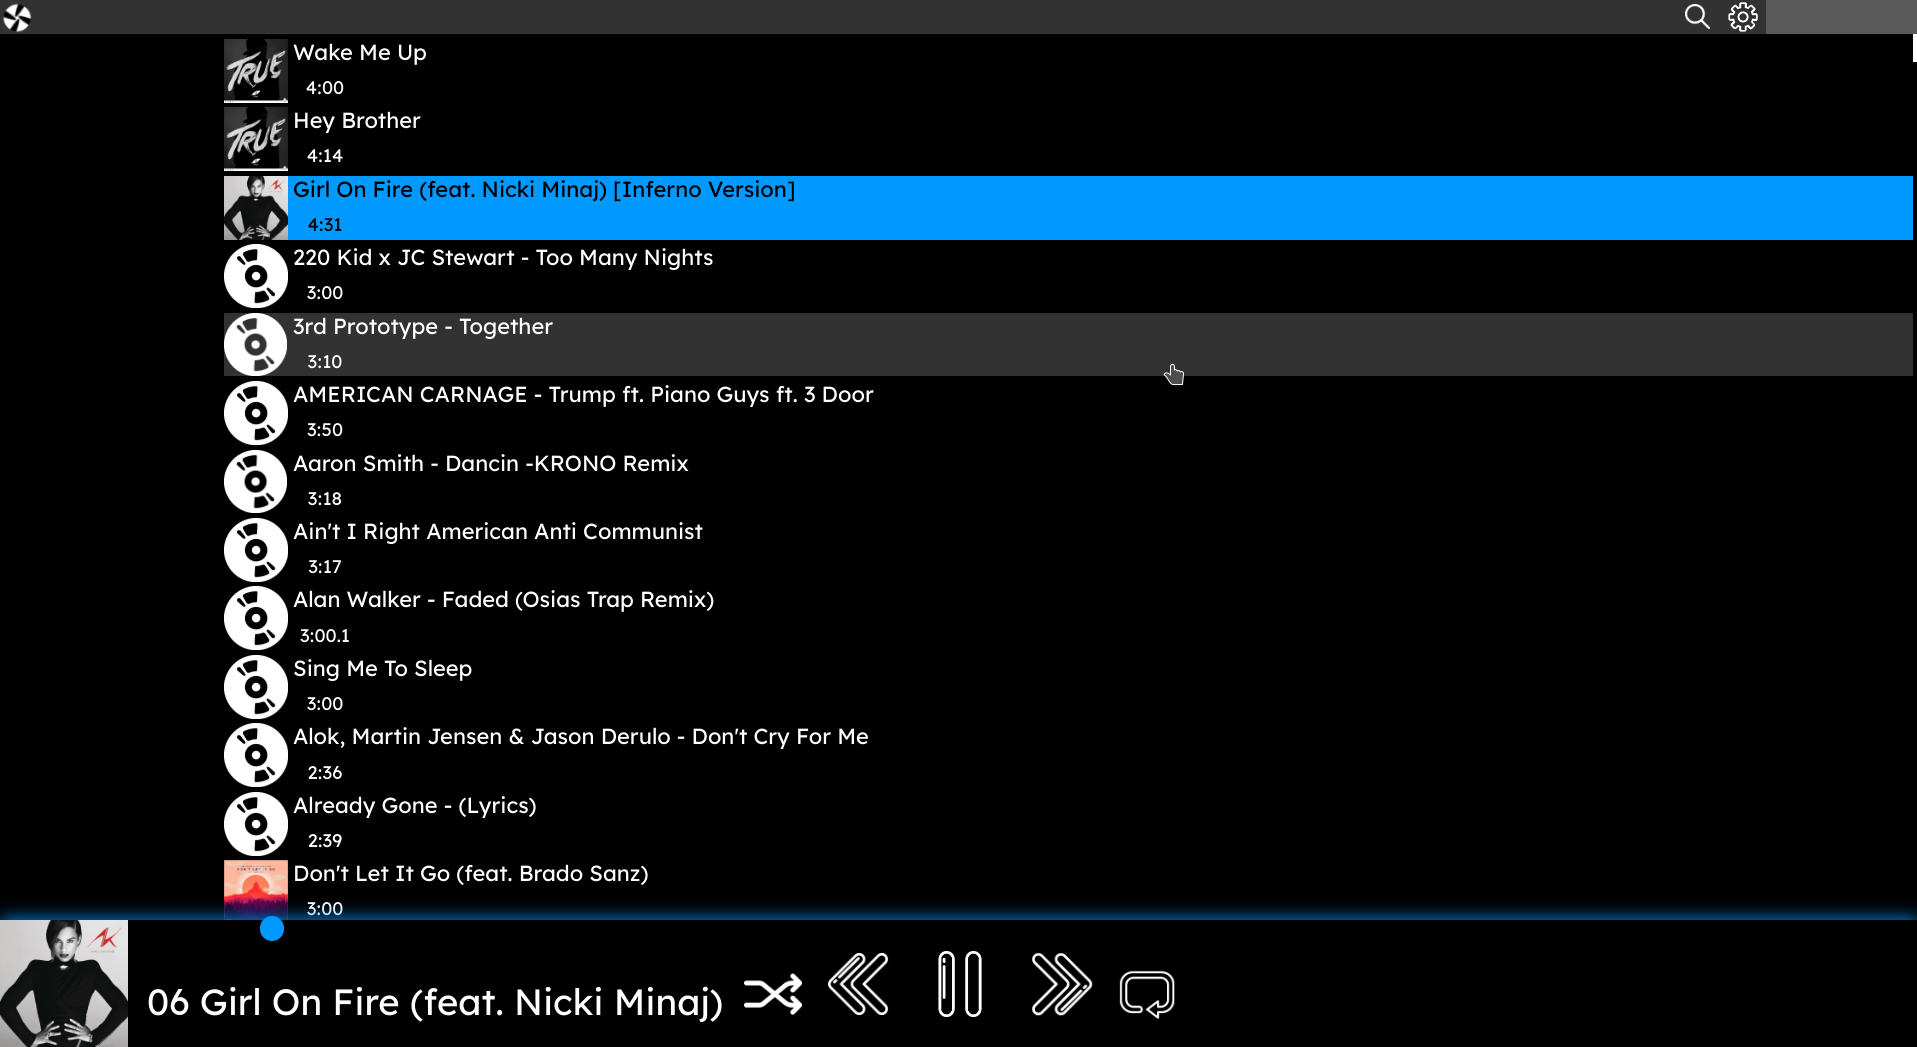 TRUE
Wake Me Up
4:00
TRUE
Hey Brother
4:14
Girl On Fire (feat. Nicki Minaj) [Inferno Version]
4:31
220 Kid x JC Stewart - Too Many Nights
3:00
3rd Prototype - Together
3:10
AMERICAN CARNAGE - Trump ft. Piano Guys ft. 3 Door
3:50
Aaron Smith - Dancin -KRONO Remix
3:18
Ain't I Right American Anti Communist
3:17
Alan Walker - Faded (Osias Trap Remix)
3:00.1
Sing Me To Sleep
3:00
Alok, Martin Jensen & Jason Derulo - Don't Cry For Me
2:36
Already Gone - (Lyrics)
2:39
Don't Let It Go (feat. Brado Sanz)
3:00
AK
06 Girl On Fire (feat. Nicki Minaj)